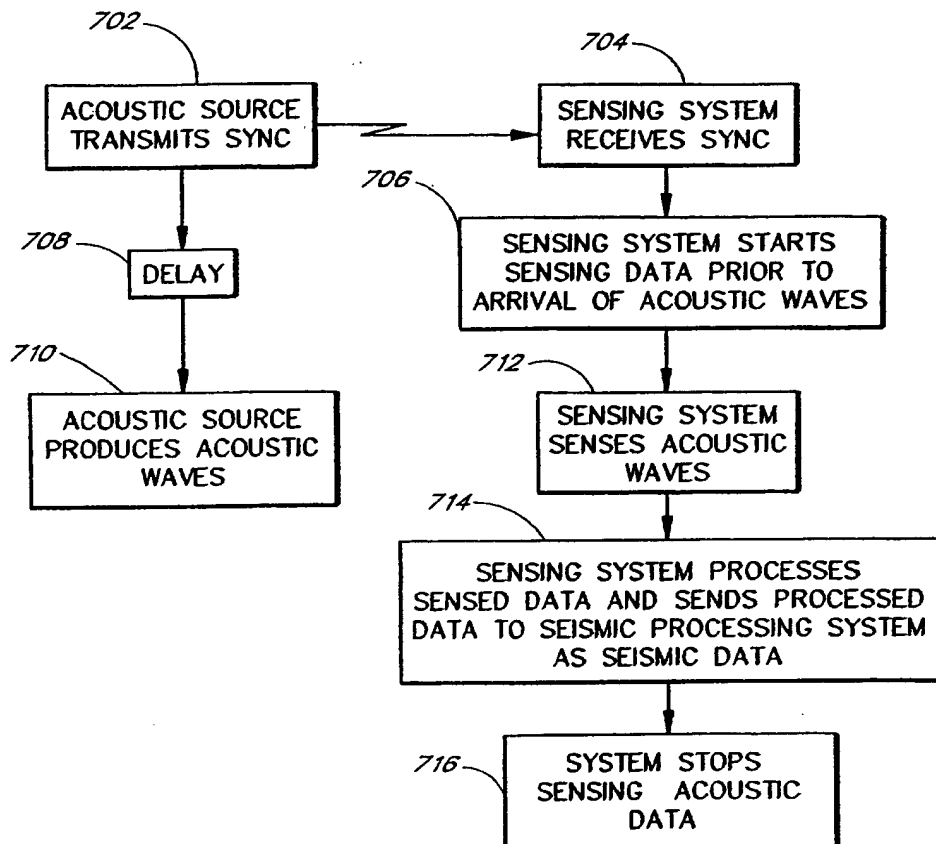 702
ACOUSTIC SOURCE
TRANSMITS SYNC
704
SENSING SYSTEM
RECEIVES SYNC
706
SENSING SYSTEM STARTS
SENSING DATA PRIOR TO
ARRIVAL OF ACOUSTIC WAVES
708
DELAY
710
ACOUSTIC SOURCE
PRODUCES ACOUSTIC
WAVES
712
SENSING SYSTEM
SENSES ACOUSTIC
WAVES
714
SENSING SYSTEM PROCESSES
SENSED DATA AND SENDS PROCESSED
DATA TO SEISMIC PROCESSING SYSTEM
AS SEISMIC DATA
716
SYSTEM STOPS
SENSING ACOUSTIC
DATA